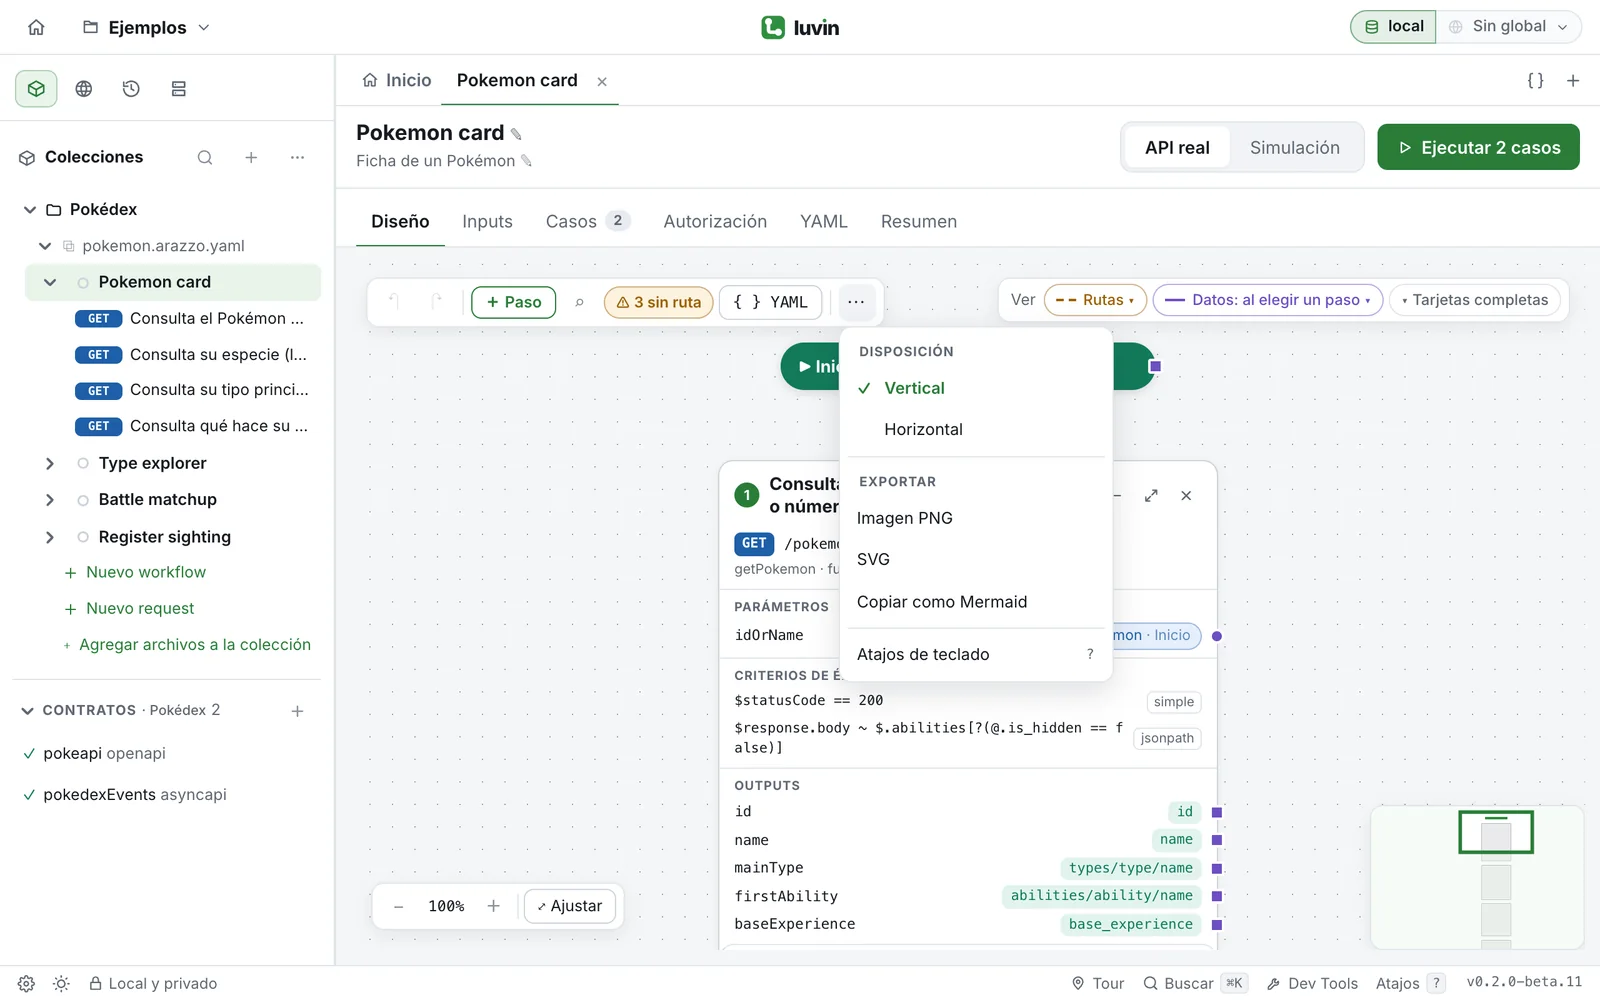 Ejemplos
luvin
local
Sin global
Inicio
Pokemon card
Colecciones
Pokédex
pokemon.arazzo.yaml
Pokemon card
GET Consulta el Pokémon ...
GET Consulta su especie (l...
GET Consulta su tipo princi...
GET Consulta qué hace su ...
Type explorer
Battle matchup
Register sighting
+ Nuevo workflow
+ Nuevo request
+ Agregar archivos a la colección
CONTRATOS · Pokédex 2
pokeapi openapi
pokedexEvents asyncapi
Pokemon card
Ficha de un Pokémon
API real
Simulación
Ejecutar 2 casos
Diseño
Inputs
Casos 2
Autorización
YAML
Resumen
+ Paso
3 sin ruta
{ } YAML
...
Ver
Rutas
Datos: al elegir un paso
Tarjetas completas
DISPOSICIÓN
Vertical
Horizontal
EXPORTAR
Imagen PNG
SVG
Copiar como Mermaid
Atajos de teclado ?
1
GET
getPokemon
PARÁMETROS
idOrName
· Inicio
CRITERIOS DE
$statusCode == 200
simple
$response.body ~ $.abilities[?(@.is_hidden == f
alse)]
jsonpath
OUTPUTS
id id
name name
mainType types/type/name
firstAbility abilities/ability/name
baseExperience base_experience
− 100% +
Ajustar
Local y privado
Tour
Buscar ⌘K
Dev Tools
Atajos ?
v0.2.0-beta.11